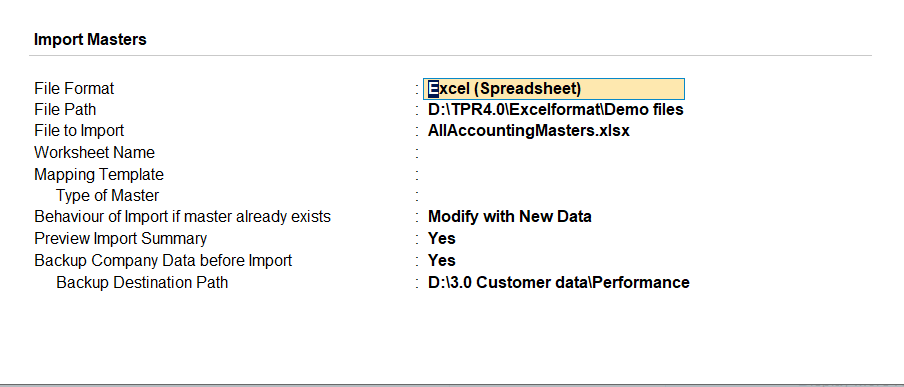 Import Masters
File Format : Excel (Spreadsheet)
File Path : D:\TPR4.0\Excelformat\Demo files
File to Import : AllAccountingMasters.xlsx
Worksheet Name :
Mapping Template :
Type of Master :
Behaviour of Import if master already exists : Modify with New Data
Preview Import Summary : Yes
Backup Company Data before Import : Yes
Backup Destination Path : D:\3.0 Customer data\Performance